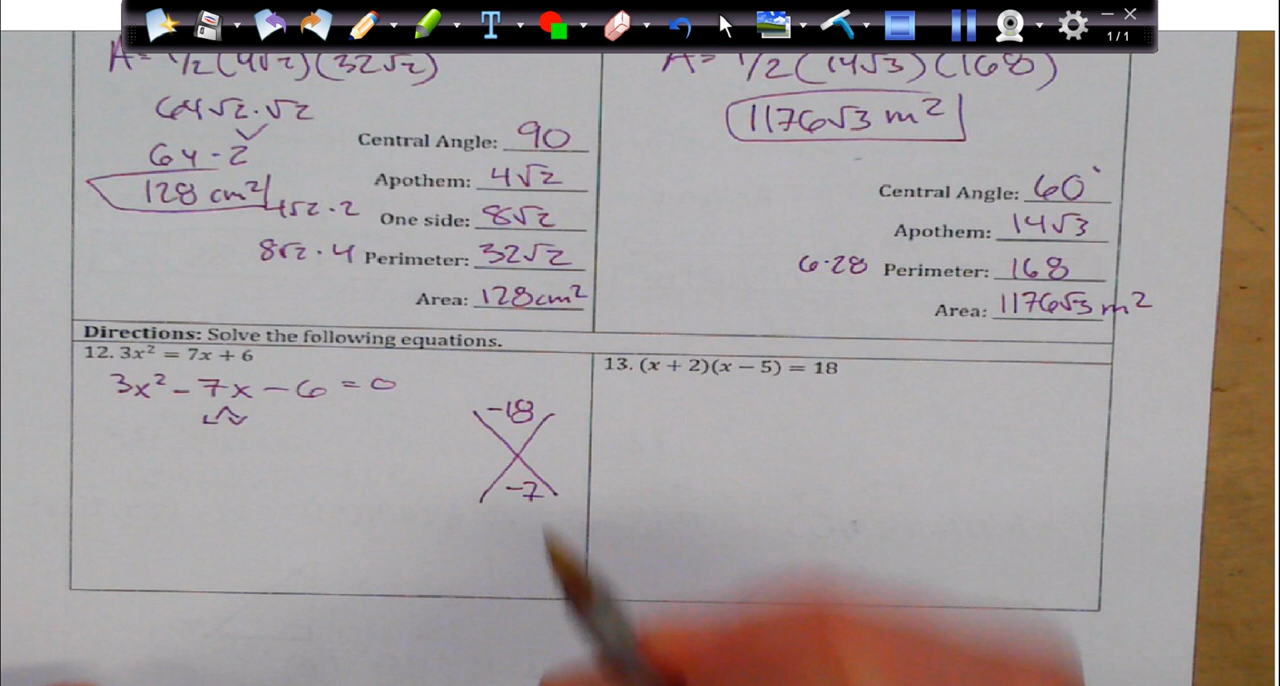 1/1
A = 1/2(4√2)(32√2)
64√2·√2
64·2
128 cm²
Central Angle: 90
Apothem: 4√2
4√2·2 One side: 8√2
8√2·4 Perimeter: 32√2
Area: 128cm²
A = 1/2(14√3)(168)
1176√3 m²
Central Angle: 60°
Apothem: 14√3
6·28 Perimeter: 168
Area: 1176√3 m²
Directions: Solve the following equations.
12. 3x² = 7x + 6
3x² - 7x - 6 = 0
-18
-7
13. (x + 2)(x − 5) = 18